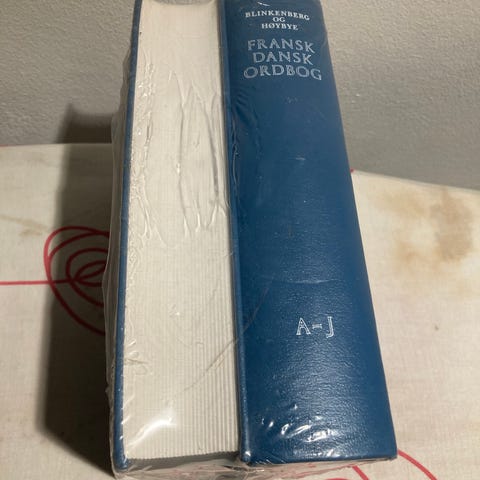 BLINKENBERG
OG
HØYBYE
FRANSK
DANSK
ORDBOG
A-J